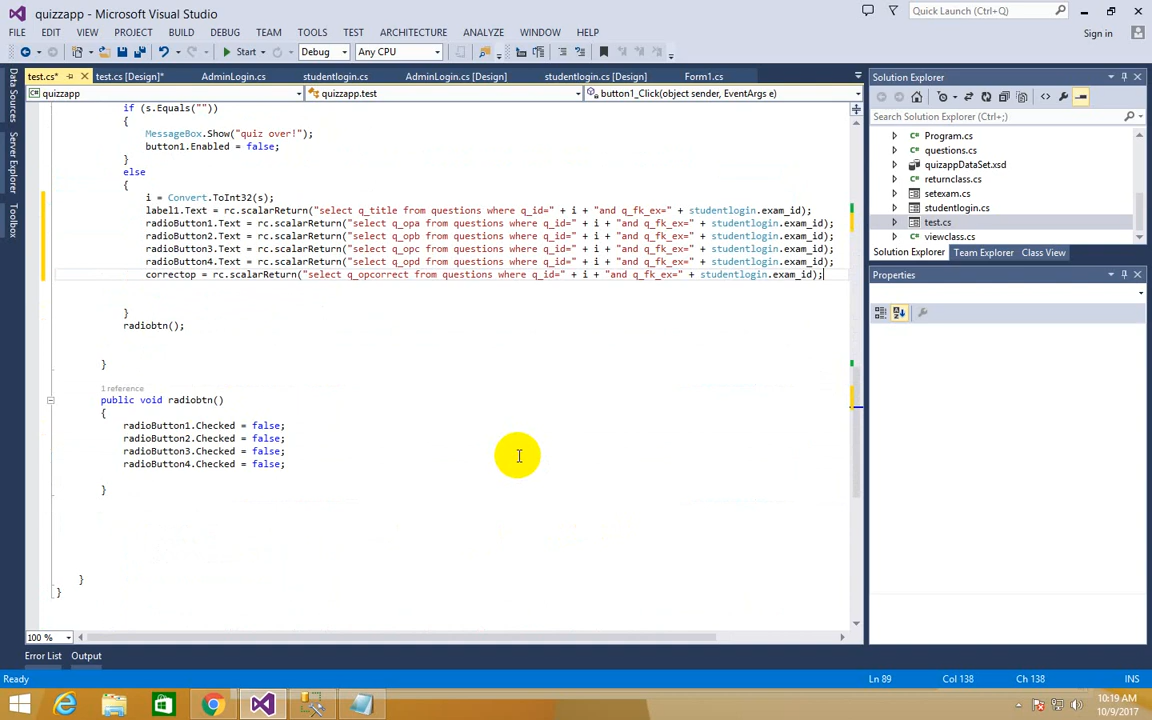 quizzapp - Microsoft Visual Studio
Quick Launch (Ctrl+Q)
FILE EDIT VIEW PROJECT BUILD DEBUG TEAM TOOLS TEST ARCHITECTURE ANALYZE WINDOW HELP
Sign in
Start Debug Any CPU
test.cs* test.cs [Design]* AdminLogin.cs studentlogin.cs AdminLogin.cs [Design] studentlogin.cs [Design] Form1.cs
quizzapp quizzapp.test button1_Click(object sender, EventArgs e)
Data Sources
Server Explorer
Toolbox
if (s.Equals(""))
{
MessageBox.Show("quiz over!");
button1.Enabled = false;
}
else
{
i = Convert.ToInt32(s);
label1.Text = rc.scalarReturn("select q_title from questions where q_id=" + i + "and q_fk_ex=" + studentlogin.exam_id);
radioButton1.Text = rc.scalarReturn("select q_opa from questions where q_id=" + i + "and q_fk_ex=" + studentlogin.exam_id);
radioButton2.Text = rc.scalarReturn("select q_opb from questions where q_id=" + i + "and q_fk_ex=" + studentlogin.exam_id);
radioButton3.Text = rc.scalarReturn("select q_opc from questions where q_id=" + i + "and q_fk_ex=" + studentlogin.exam_id);
radioButton4.Text = rc.scalarReturn("select q_opd from questions where q_id=" + i + "and q_fk_ex=" + studentlogin.exam_id);
correctop = rc.scalarReturn("select q_opcorrect from questions where q_id=" + i + "and q_fk_ex=" + studentlogin.exam_id);
}
radiobtn();
}
1 reference
public void radiobtn()
{
radioButton1.Checked = false;
radioButton2.Checked = false;
radioButton3.Checked = false;
radioButton4.Checked = false;
}
}
}
100 %
Solution Explorer
Search Solution Explorer (Ctrl+;)
Program.cs
questions.cs
quizappDataSet.xsd
returnclass.cs
setexam.cs
studentlogin.cs
test.cs
viewclass.cs
Solution Explorer Team Explorer Class View
Properties
Error List Output
Ready Ln 89 Col 138 Ch 138 INS
10:19 AM
10/9/2017